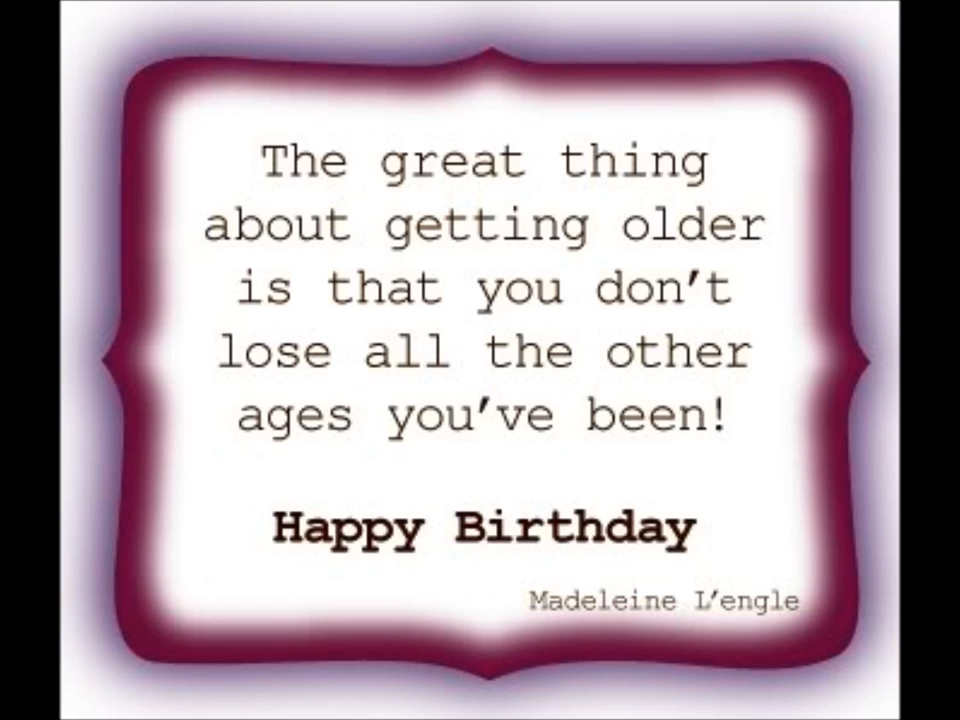 The great thing
about getting older
is that you don't
lose all the other
ages you've been!
Happy Birthday
Madeleine L'engle